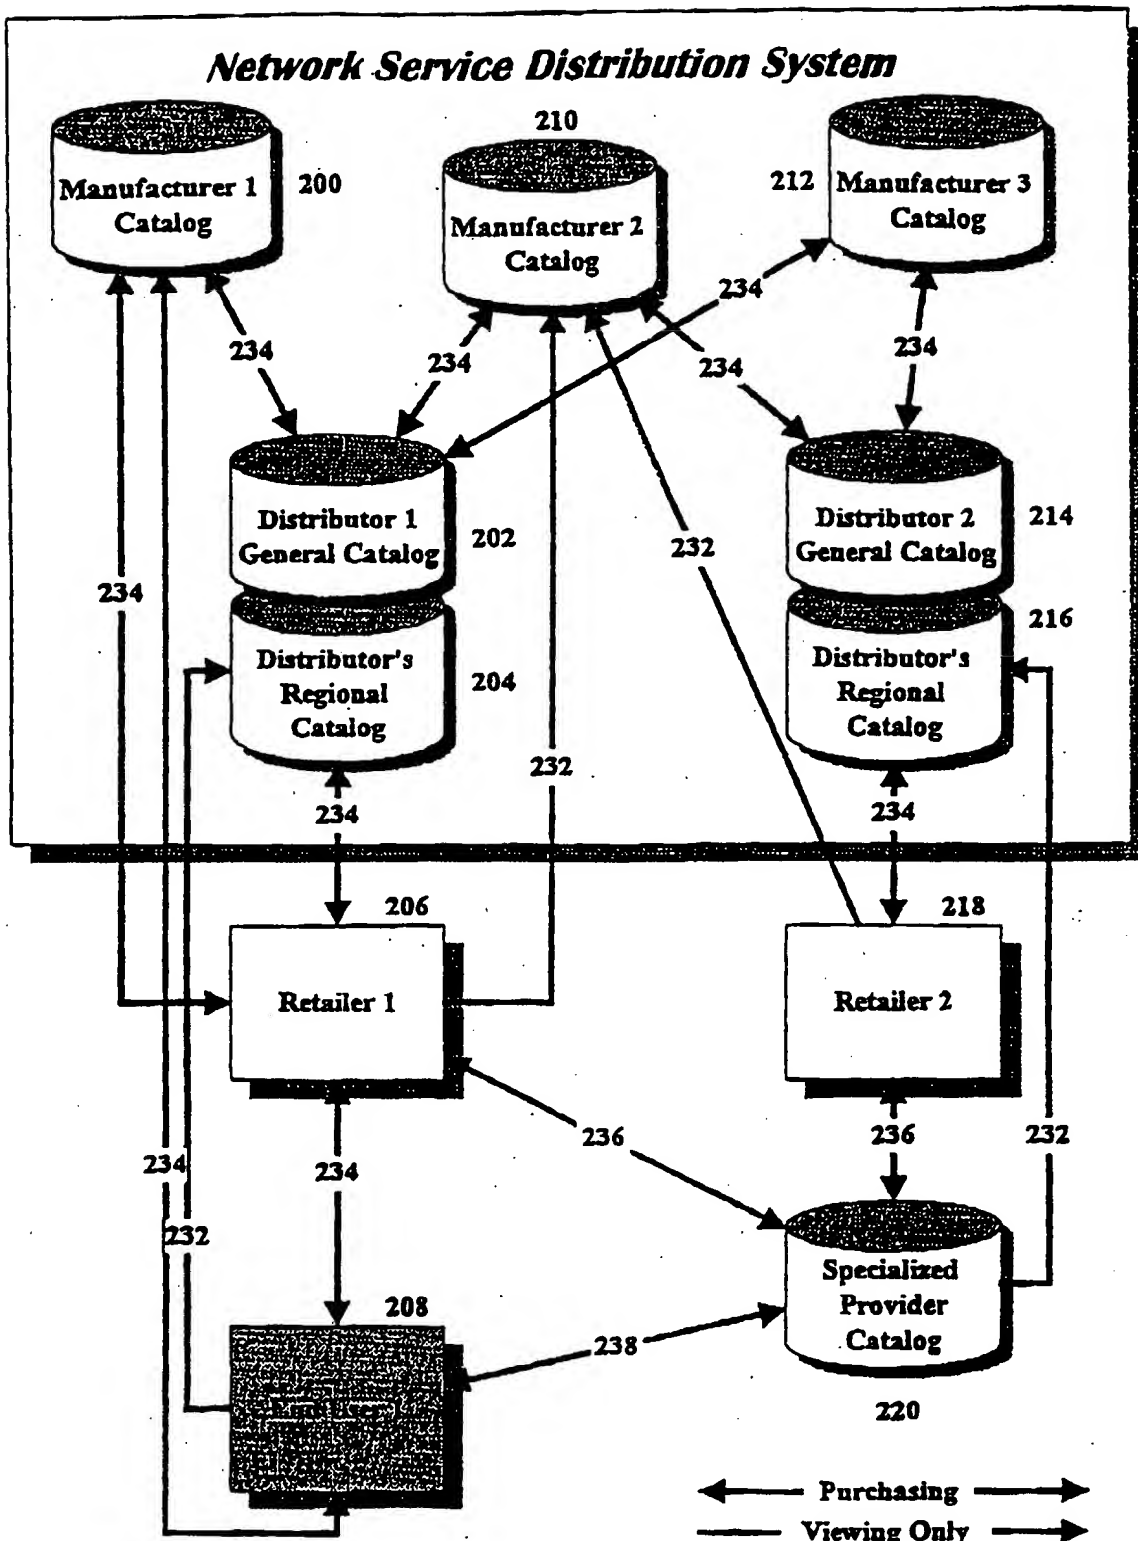 Network Service Distribution System
210
Manufacturer 1
Catalog
200
Manufacturer 2
Catalog
212
Manufacturer 3
Catalog
234
234
234
234
234
Distributor 1
General Catalog
202
232
Distributor 2
General Catalog
214
234
216
Distributor's
Regional
Catalog
204
Distributor's
Regional
Catalog
232
234
234
206
218
Retailer 1
Retailer 2
236
236
232
234
234
232
Specialized
Provider
Catalog
208
238
End User
220
Purchasing
Viewing Only